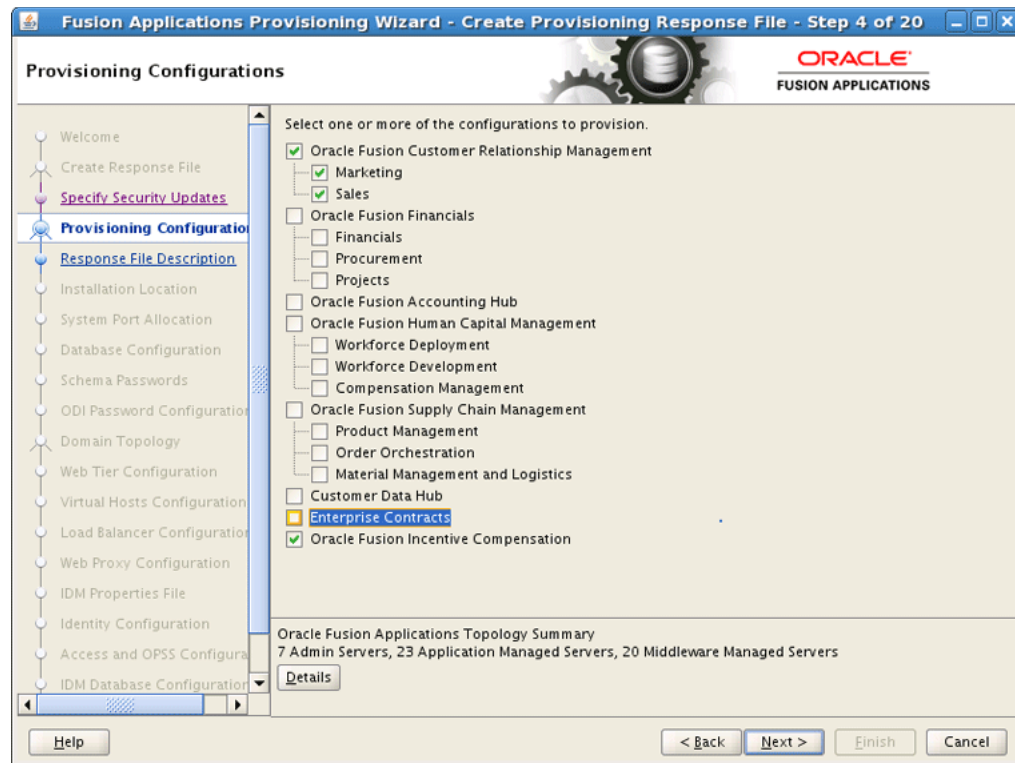 Fusion Applications Provisioning Wizard - Create Provisioning Response File - Step 4 of 20
Provisioning Configurations
ORACLE
FUSION APPLICATIONS
Welcome
Create Response File
Specify Security Updates
Provisioning Configuratio
Response File Description
Installation Location
System Port Allocation
Database Configuration
Schema Passwords
ODI Password Configuration
Domain Topology
Web Tier Configuration
Virtual Hosts Configuration
Load Balancer Configuration
Web Proxy Configuration
IDM Properties File
Identity Configuration
Access and OPSS Configura
IDM Database Configuration
Select one or more of the configurations to provision.
Oracle Fusion Customer Relationship Management
Marketing
Sales
Oracle Fusion Financials
Financials
Procurement
Projects
Oracle Fusion Accounting Hub
Oracle Fusion Human Capital Management
Workforce Deployment
Workforce Development
Compensation Management
Oracle Fusion Supply Chain Management
Product Management
Order Orchestration
Material Management and Logistics
Customer Data Hub
Enterprise Contracts
Oracle Fusion Incentive Compensation
Oracle Fusion Applications Topology Summary
7 Admin Servers, 23 Application Managed Servers, 20 Middleware Managed Servers
Details
Help
< Back
Next >
Finish
Cancel